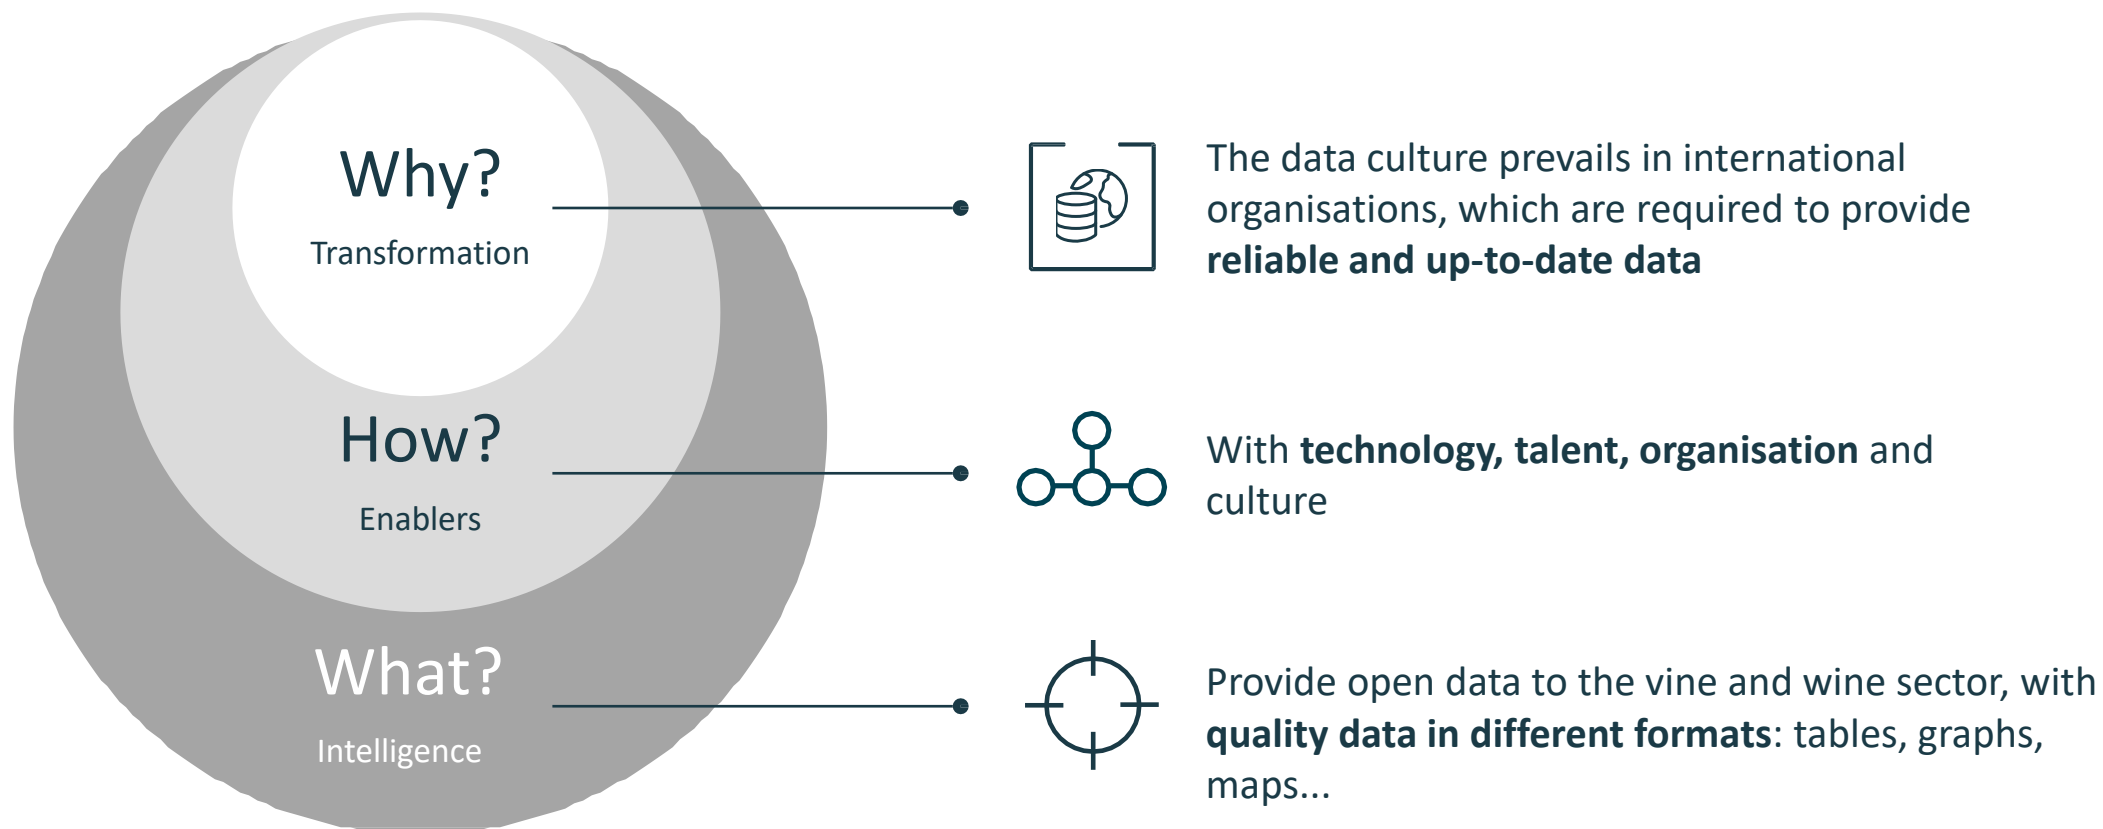 Why?
Transformation
The data culture prevails in international
organisations, which are required to provide
reliable and up-to-date data
How?
Enablers
With technology, talent, organisation and
culture
What?
Intelligence
Provide open data to the vine and wine sector, with
quality data in different formats: tables, graphs,
maps...